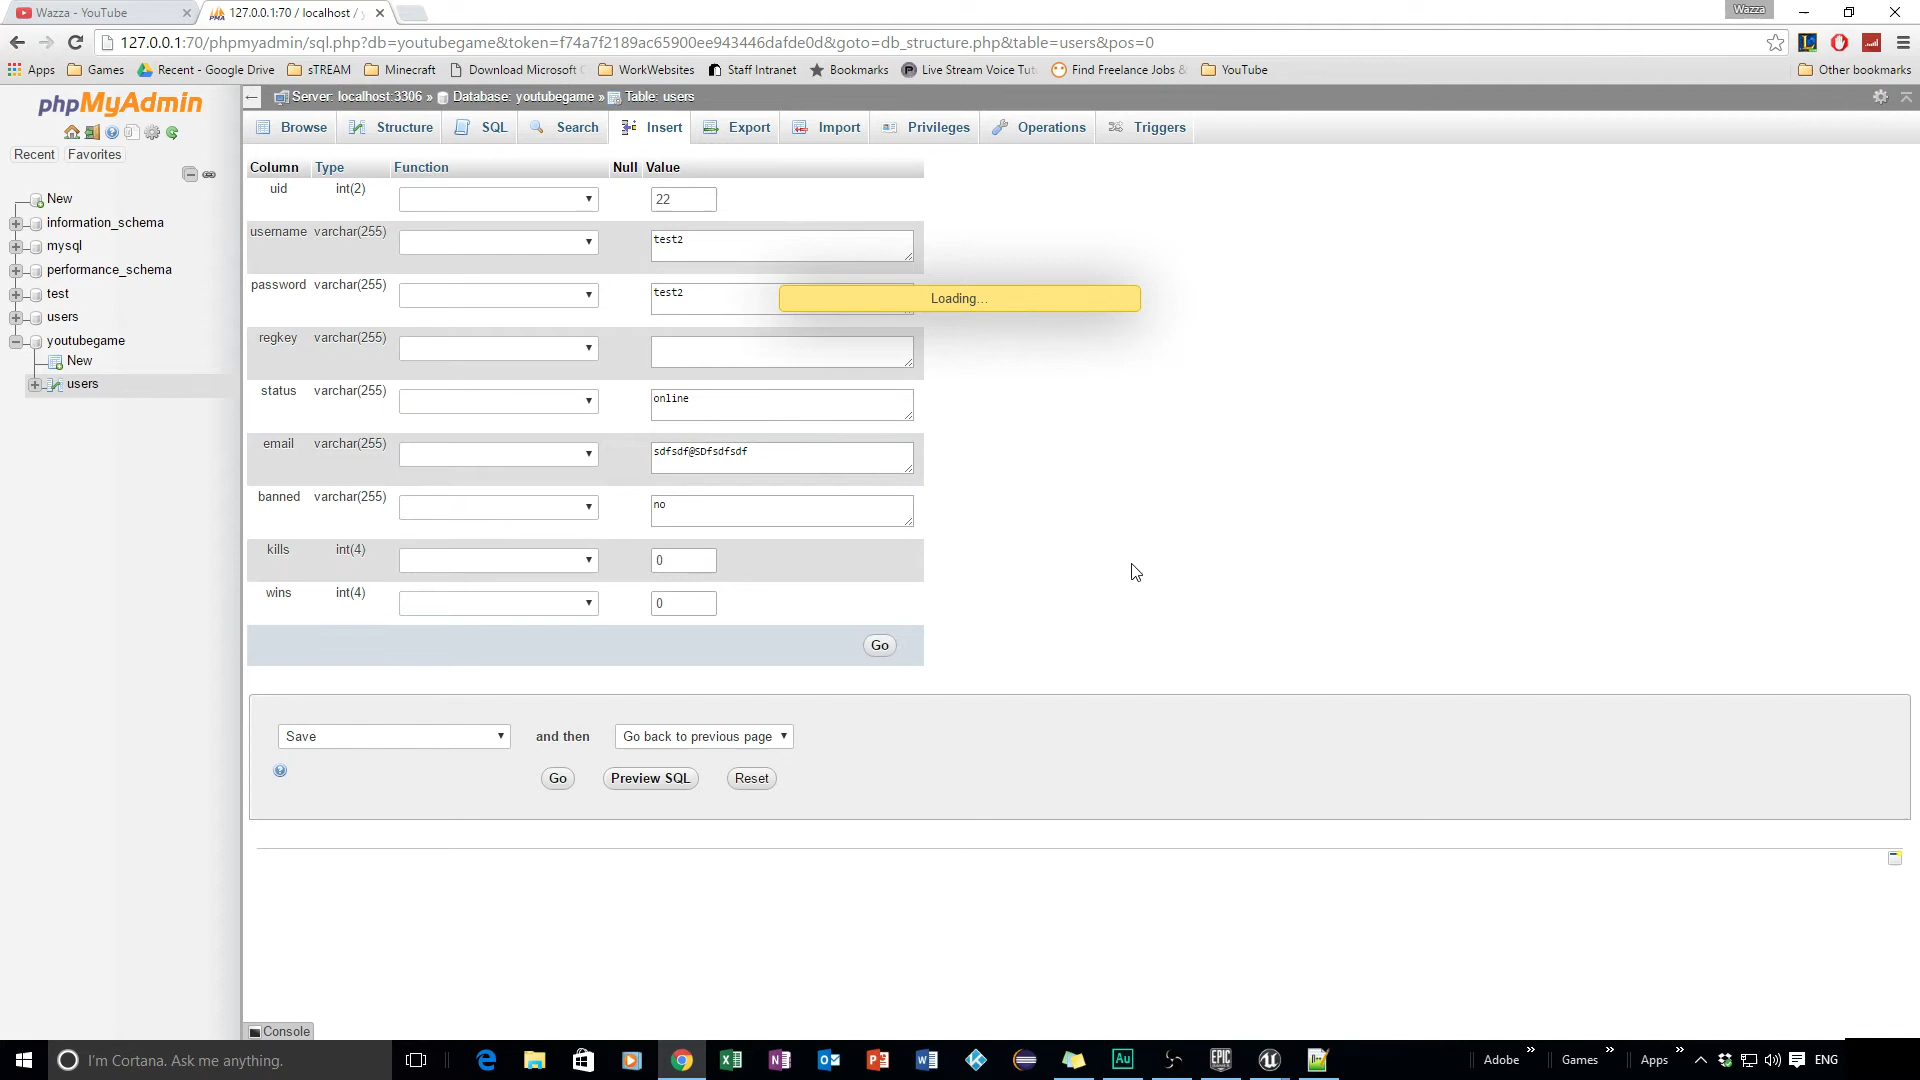 Wazza - YouTube
127.0.0.1:70 / localhost /
Wazza
127.0.0.1:70/phpmyadmin/sql.php?db=youtubegame&token=f74a7f2189ac65900ee943446dafde0d&goto=db_structure.php&table=users&pos=0
Apps Games Recent - Google Drive sTREAM Minecraft Download Microsoft WorkWebsites Staff Intranet Bookmarks Live Stream Voice Tut Find Freelance Jobs & YouTube Other bookmarks
phpMyAdmin
Server: localhost:3306 » Database: youtubegame » Table: users
Browse Structure SQL Search Insert Export Import Privileges Operations Triggers
Recent Favorites
New
information_schema
mysql
performance_schema
test
users
youtubegame
New
users
Column Type Function Null Value
uid int(2) 22
username varchar(255) test2
password varchar(255) test2
Loading...
regkey varchar(255)
status varchar(255) online
email varchar(255) sdfsdf@SDfsdfsdf
banned varchar(255) no
kills int(4) 0
wins int(4) 0
Go
Save and then Go back to previous page
Go Preview SQL Reset
Console
I'm Cortana. Ask me anything.
Adobe » Games » Apps » ENG